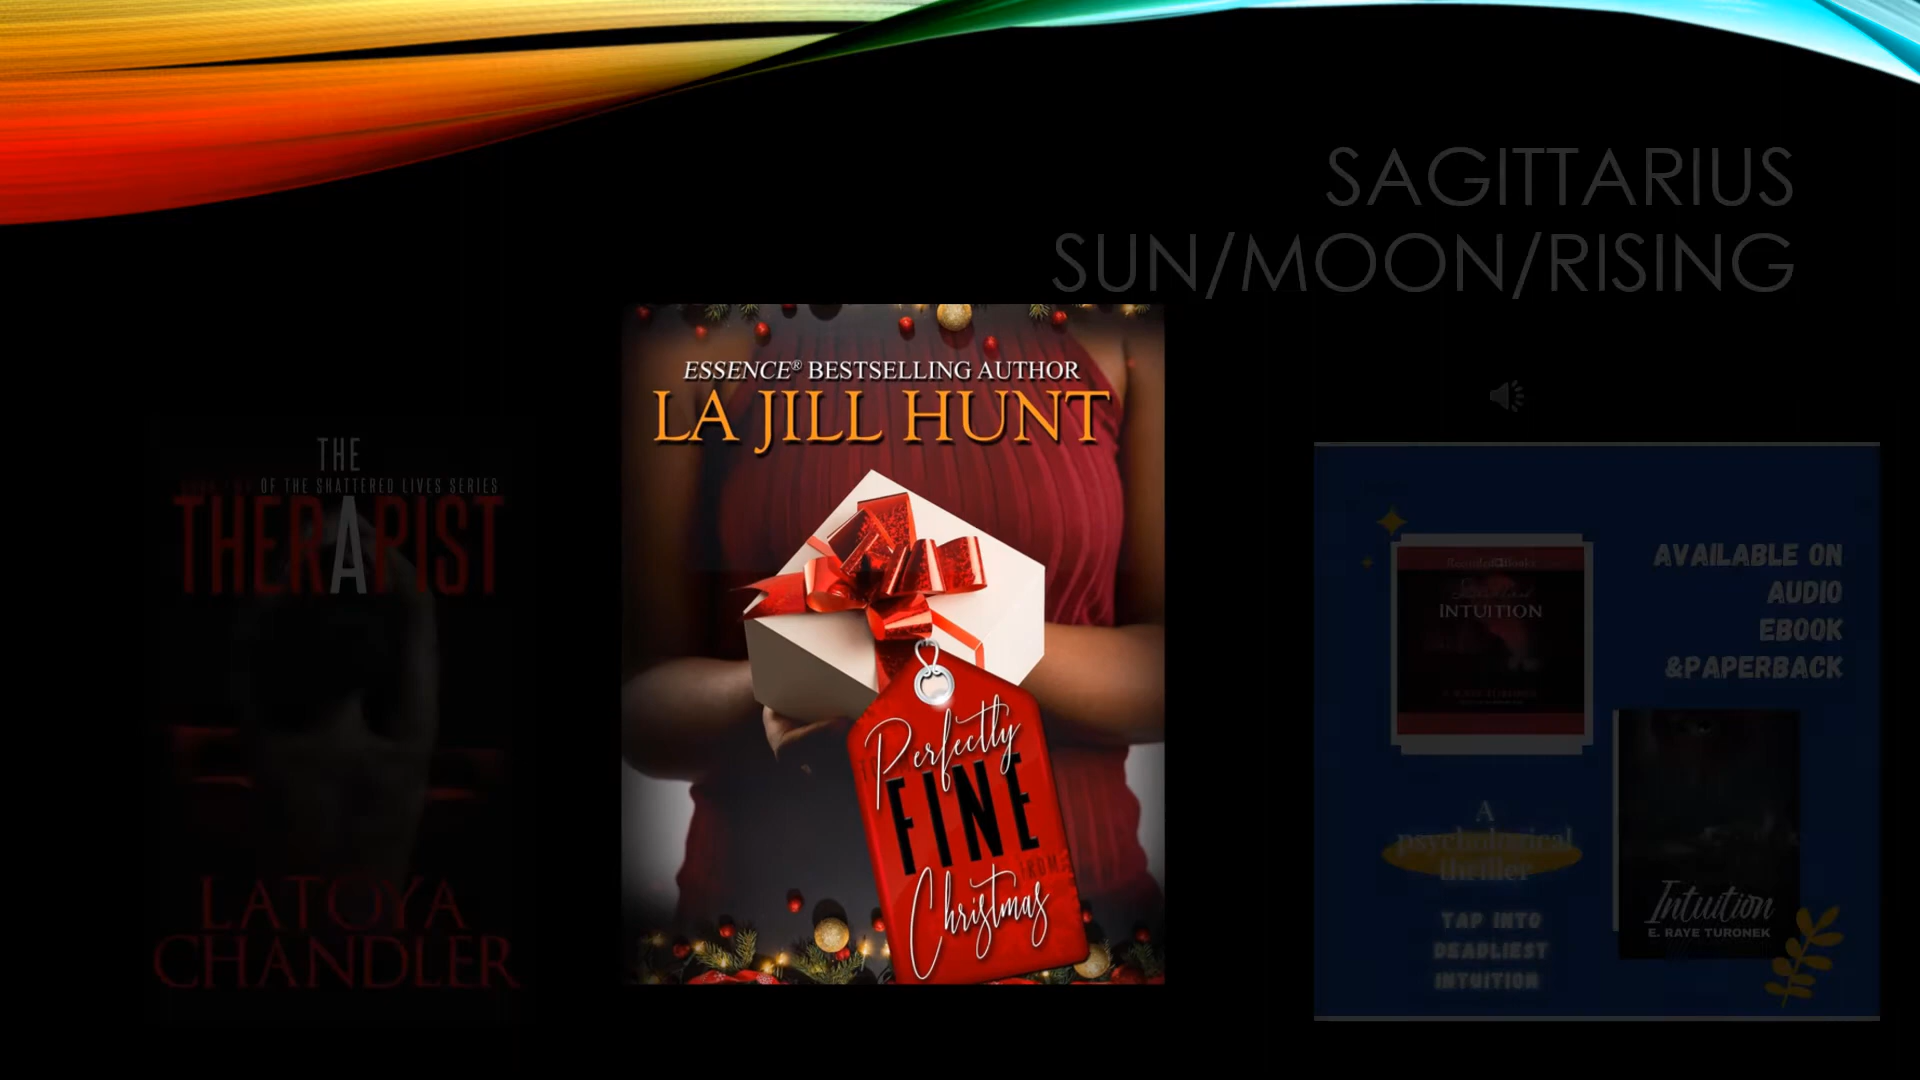 SAGITTARIUS
SUN/MOON/RISING
THE
OF THE SHATTERED LIVES SERIES
THERAPIST
LATOYA
CHANDLER
ESSENCE® BESTSELLING AUTHOR
LA JILL HUNT
Perfectly
FINE
FROM
Christmas
INTUITION
AVAILABLE ON
AUDIO
EBOOK
&PAPERBACK
A
psychological
thriller
TAP INTO
DEADLIEST
INTUITION
Intuition
E. RAYE TURONEK